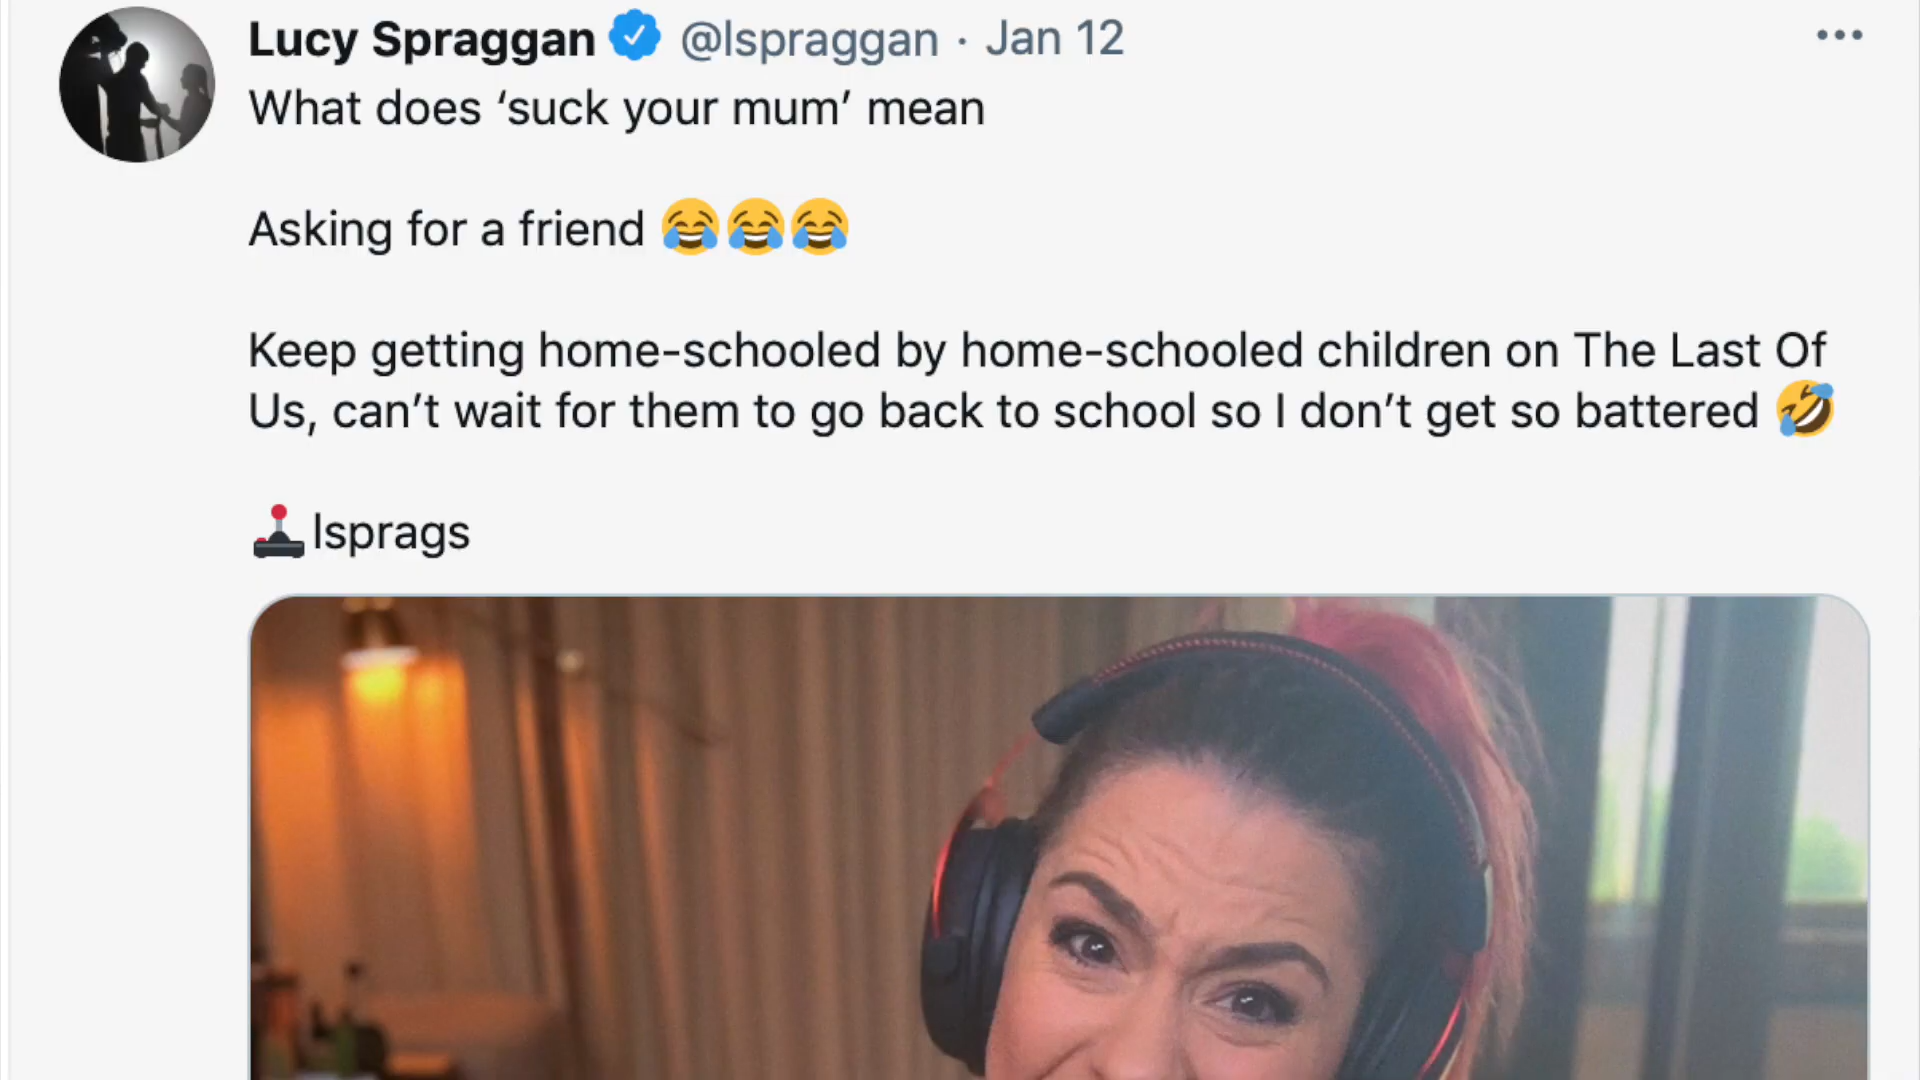 Lucy Spraggan @lspraggan · Jan 12
What does ‘suck your mum’ mean
Asking for a friend 😂😂😂
Keep getting home-schooled by home-schooled children on The Last Of
Us, can’t wait for them to go back to school so I don’t get so battered 🤣
🕹️lsprags